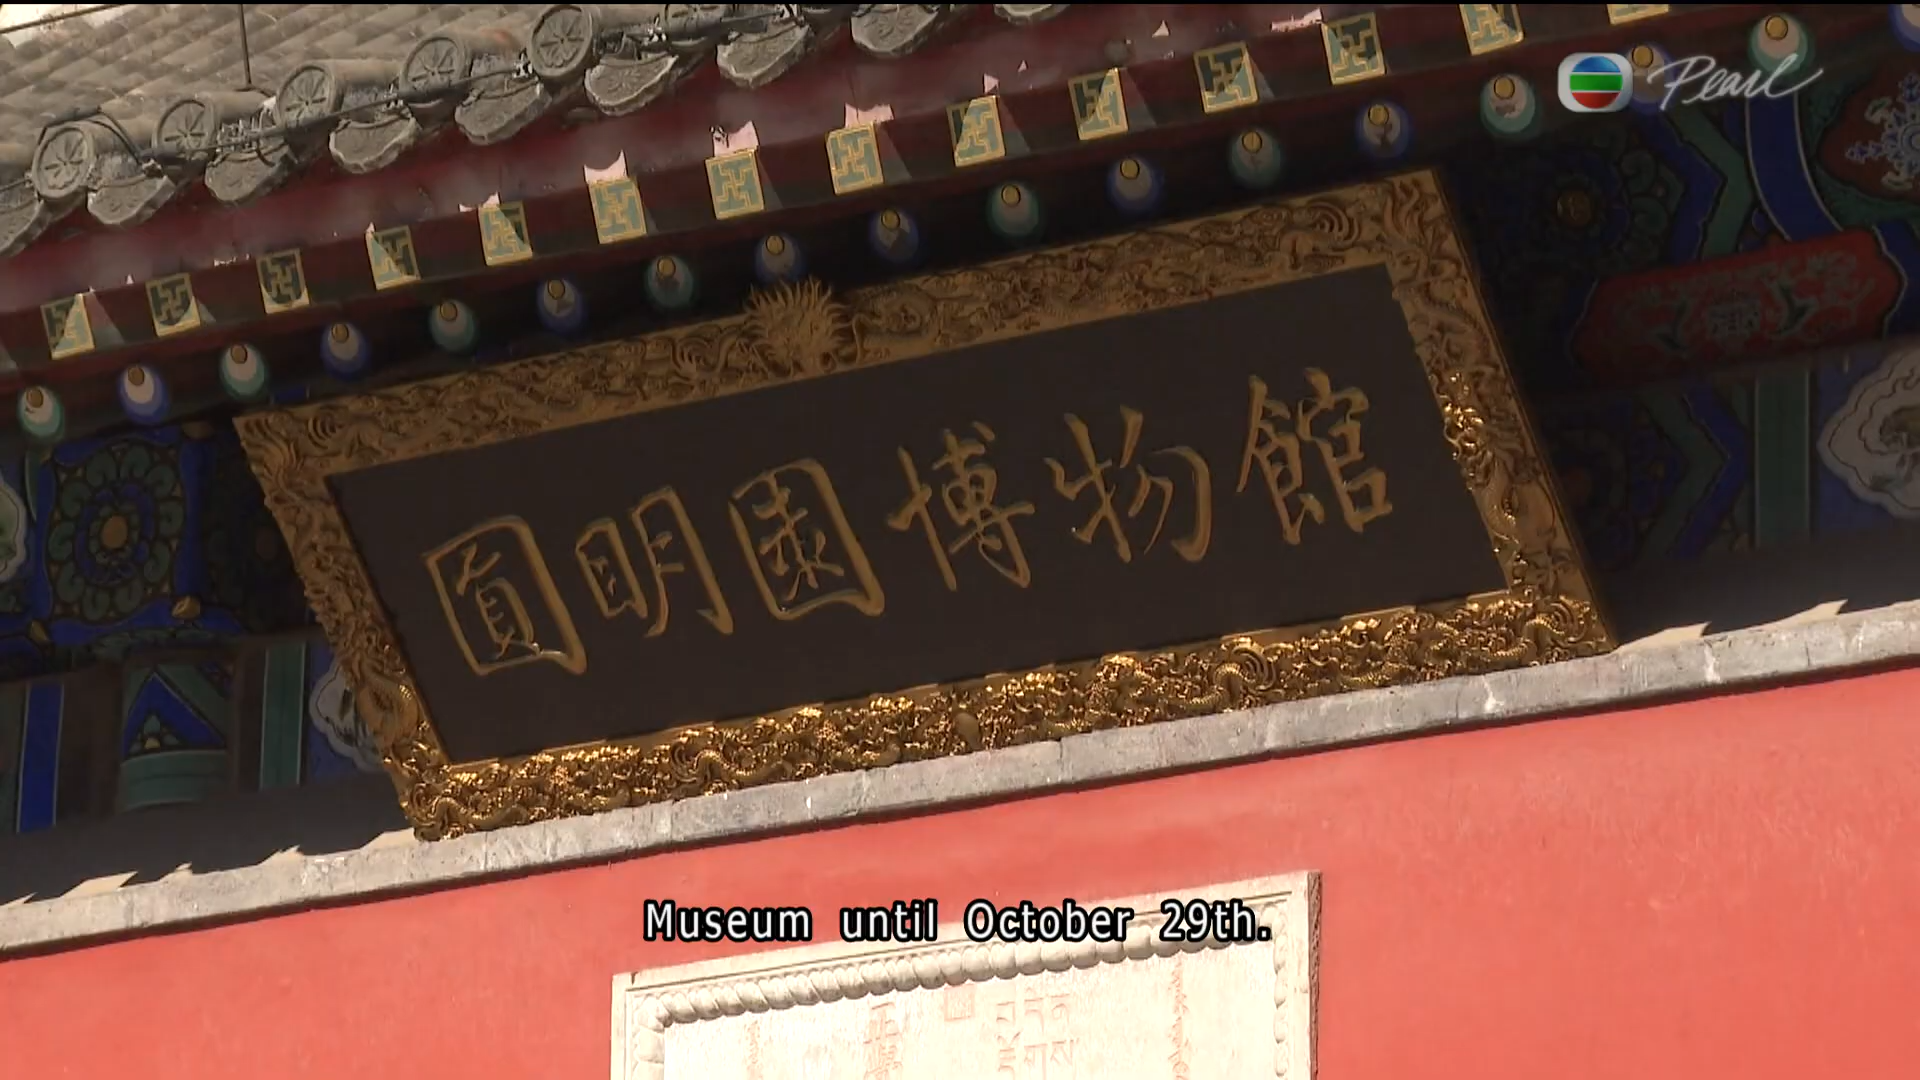 Pearl
圓明園博物館
Museum until October 29th.